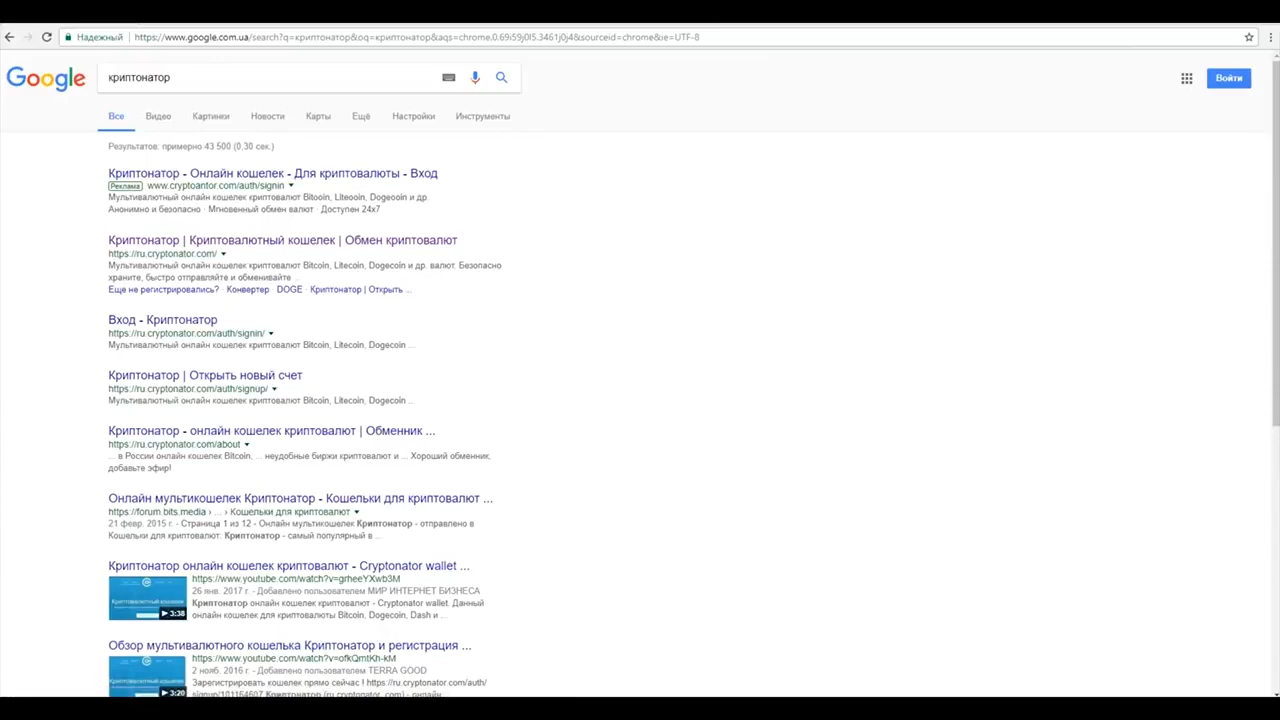 Надежный https://www.google.com.ua/search?q=криптонатор&oq=криптонатор&aqs=chrome.0.69i59j0l5.3461j0j4&sourceid=chrome&ie=UTF-8
Google криптонатор Войти
Все Видео Картинки Новости Карты Ещё Настройки Инструменты
Результатов: примерно 43 500 (0,30 сек.)
Криптонатор - Онлайн кошелек - Для криптовалюты - Вход
Реклама www.cryptoantor.com/auth/signin
Мультивалютный онлайн кошелек криптовалют Bitcoin, Litecoin, Dogecoin и др.
Анонимно и безопасно · Мгновенный обмен валют · Доступен 24x7
Криптонатор | Криптовалютный кошелек | Обмен криптовалют
https://ru.cryptonator.com/
Мультивалютный онлайн кошелек криптовалют Bitcoin, Litecoin, Dogecoin и др. валют. Безопасно
храните, быстро отправляйте и обменивайте ...
Еще не регистрировались? · Конвертер · DOGE · Криптонатор | Открыть ...
Вход - Криптонатор
https://ru.cryptonator.com/auth/signin/
Мультивалютный онлайн кошелек криптовалют Bitcoin, Litecoin, Dogecoin ...
Криптонатор | Открыть новый счет
https://ru.cryptonator.com/auth/signup/
Мультивалютный онлайн кошелек криптовалют Bitcoin, Litecoin, Dogecoin ...
Криптонатор - онлайн кошелек криптовалют | Обменник ...
https://ru.cryptonator.com/about
... в России онлайн кошелек Bitcoin, ... неудобные биржи криптовалют и ... Хороший обменник,
добавьте эфир!
Онлайн мультикошелек Криптонатор - Кошельки для криптовалют ...
https://forum.bits.media › ... › Кошельки для криптовалют
21 февр. 2015 г. - Страница 1 из 12 - Онлайн мультикошелек Криптонатор - отправлено в
Кошельки для криптовалют: Криптонатор - самый популярный в ...
Криптонатор онлайн кошелек криптовалют - Cryptonator wallet ...
https://www.youtube.com/watch?v=grheeYXwb3M
26 янв. 2017 г. - Добавлено пользователем МИР ИНТЕРНЕТ БИЗНЕСА
Криптонатор онлайн кошелек криптовалют - Cryptonator wallet. Данный
онлайн кошелек для криптовалюты Bitcoin, Dogecoin, Dash и ...
Криптовалютный кошелек
3:38
Обзор мультивалютного кошелька Криптонатор и регистрация ...
https://www.youtube.com/watch?v=ofkQmtKh-kM
2 нояб. 2016 г. - Добавлено пользователем TERRA GOOD
Зарегистрировать кошелек прямо сейчас ! https://ru.cryptonator.com/auth/
signup/101164607 Криптонатор (ru.cryptonator.com) - онлайн
3:20